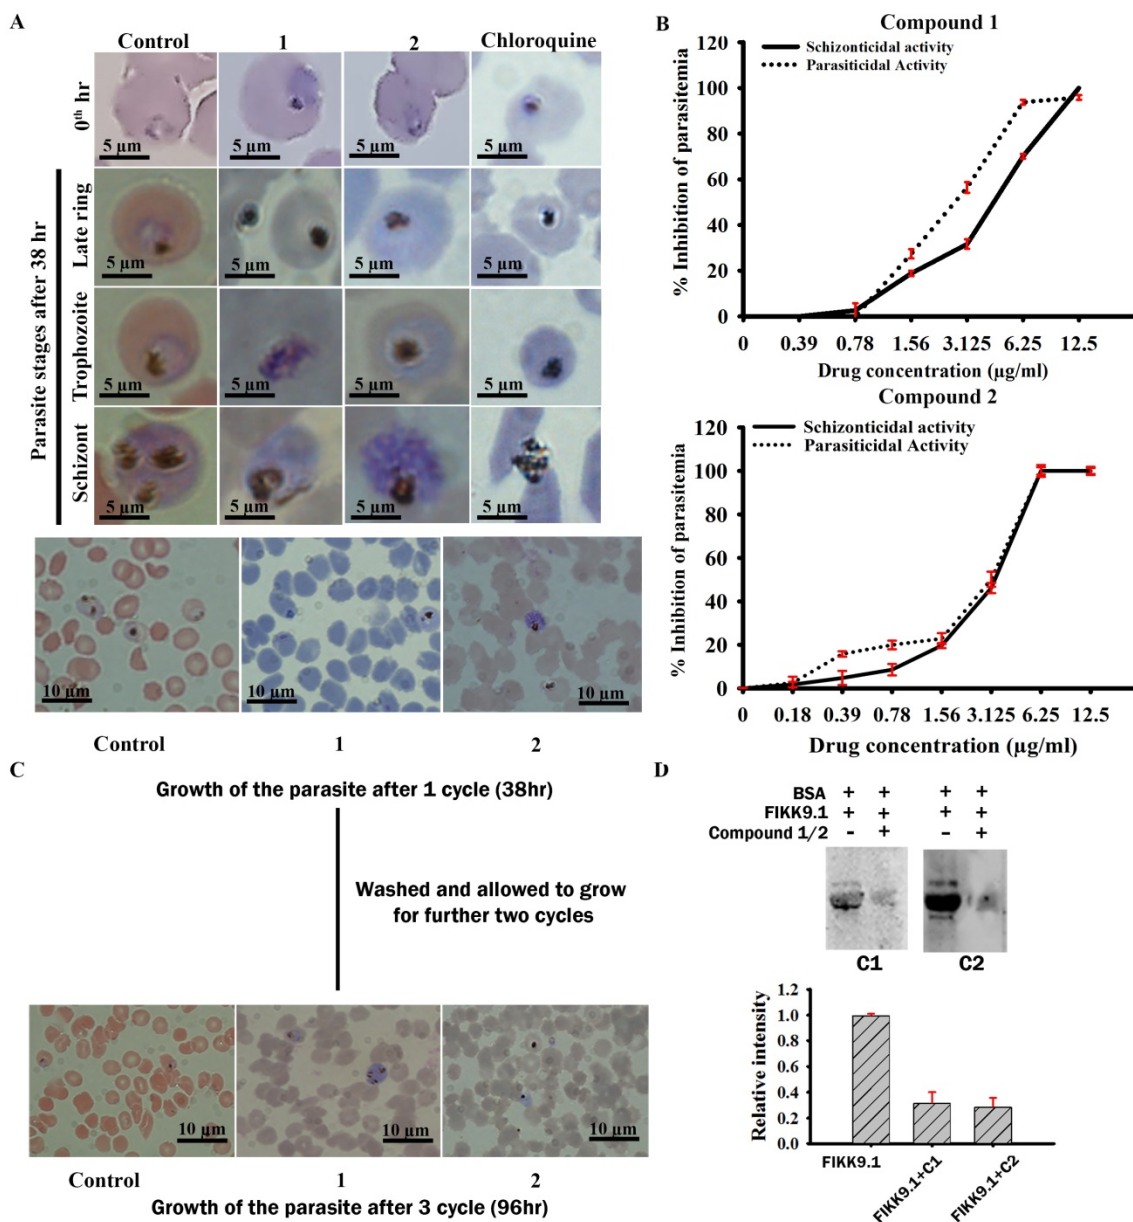 A
Control 1 2 Chloroquine
0th hr
5 µm 5 µm 5 µm 5 µm
Parasite stages after 38 hr
Late ring
5 µm 5 µm 5 µm 5 µm
Trophozoite
5 µm 5 µm 5 µm 5 µm
Schizont
5 µm 5 µm 5 µm 5 µm
10 µm 10 µm 10 µm
Control 1 2
B
Compound 1
Schizonticidal activity
Parasiticidal Activity
% Inhibition of parasitemia
120
100
80
60
40
20
0
0 0.39 0.78 1.56 3.125 6.25 12.5
Drug concentration (µg/ml)
Compound 2
Schizonticidal activity
Parasiticidal Activity
% Inhibition of parasitemia
120
100
80
60
40
20
0
0 0.18 0.39 0.78 1.56 3.125 6.25 12.5
Drug concentration (µg/ml)
C
Growth of the parasite after 1 cycle (38hr)
Washed and allowed to grow
for further two cycles
10 µm 10 µm 10 µm
Control 1 2
Growth of the parasite after 3 cycle (96hr)
D
BSA + + + +
FIKK9.1 + + + +
Compound 1/2 - + - +
C1 C2
Relative intensity
1.2
1.0
0.8
0.6
0.4
0.2
0.0
FIKK9.1
FIKK9.1+C1
FIKK9.1+C2